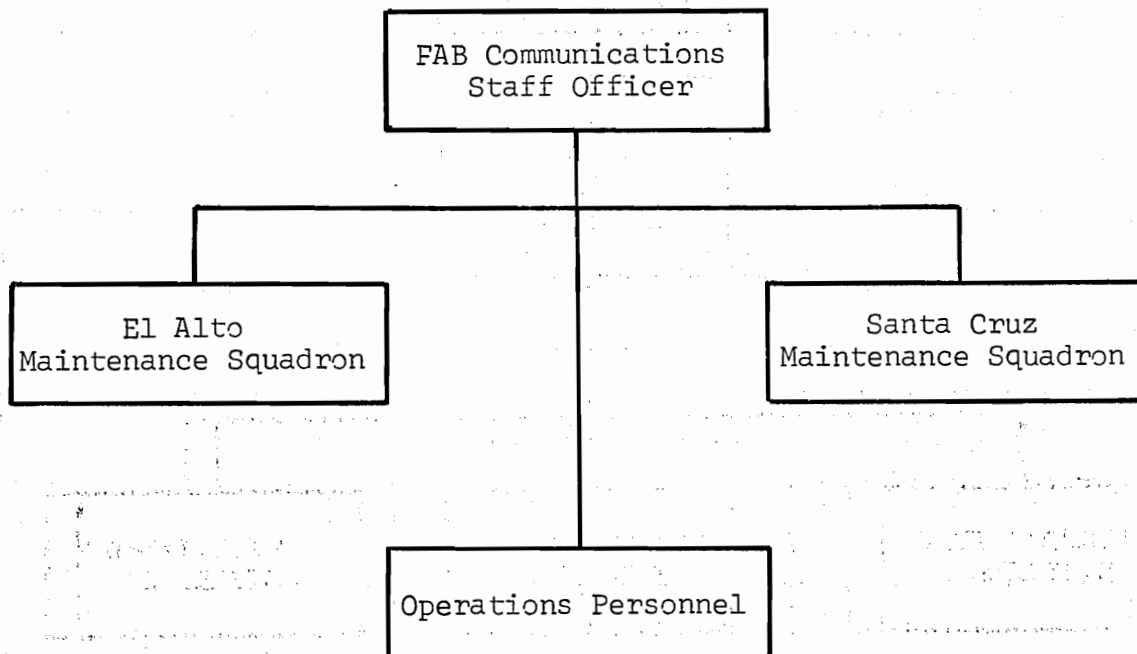 FAB Communications
Staff Officer
El Alto
Maintenance Squadron
Santa Cruz
Maintenance Squadron
Operations Personnel